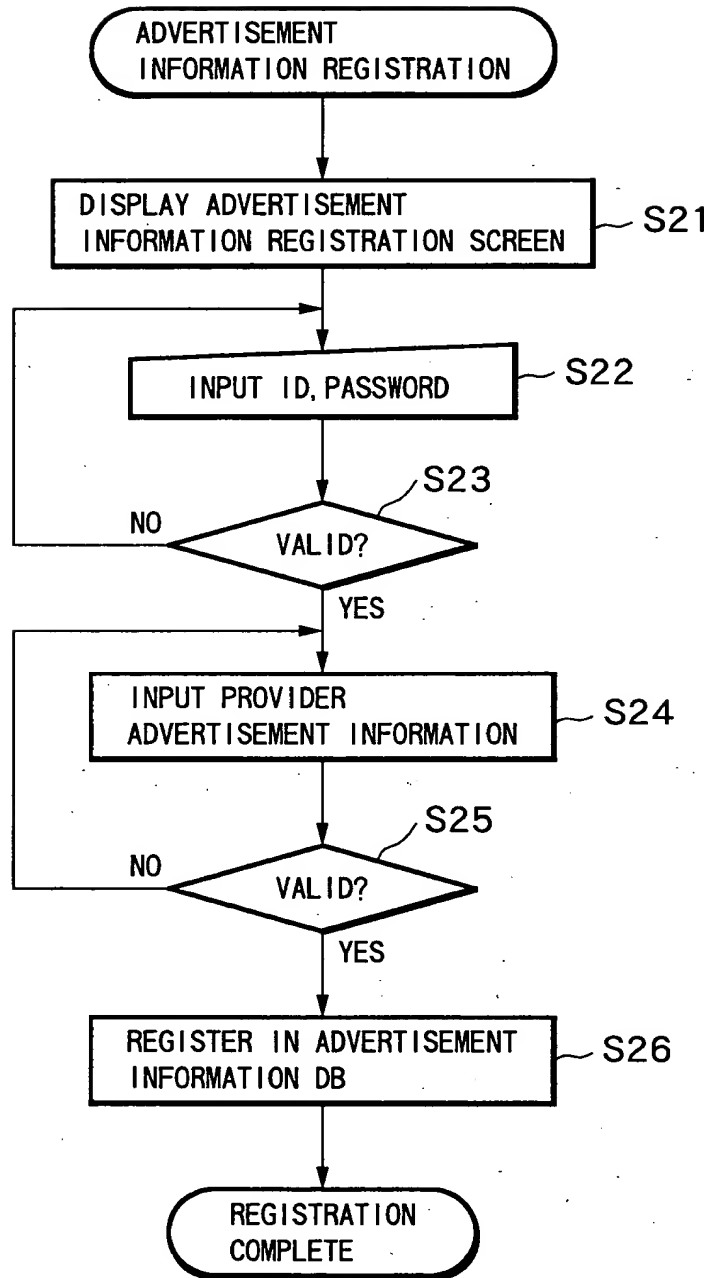 ADVERTISEMENT
INFORMATION REGISTRATION
DISPLAY ADVERTISEMENT
INFORMATION REGISTRATION SCREEN
S21
INPUT ID, PASSWORD
S22
S23
NO
VALID?
YES
INPUT PROVIDER
ADVERTISEMENT INFORMATION
S24
S25
NO
VALID?
YES
REGISTER IN ADVERTISEMENT
INFORMATION DB
S26
REGISTRATION
COMPLETE